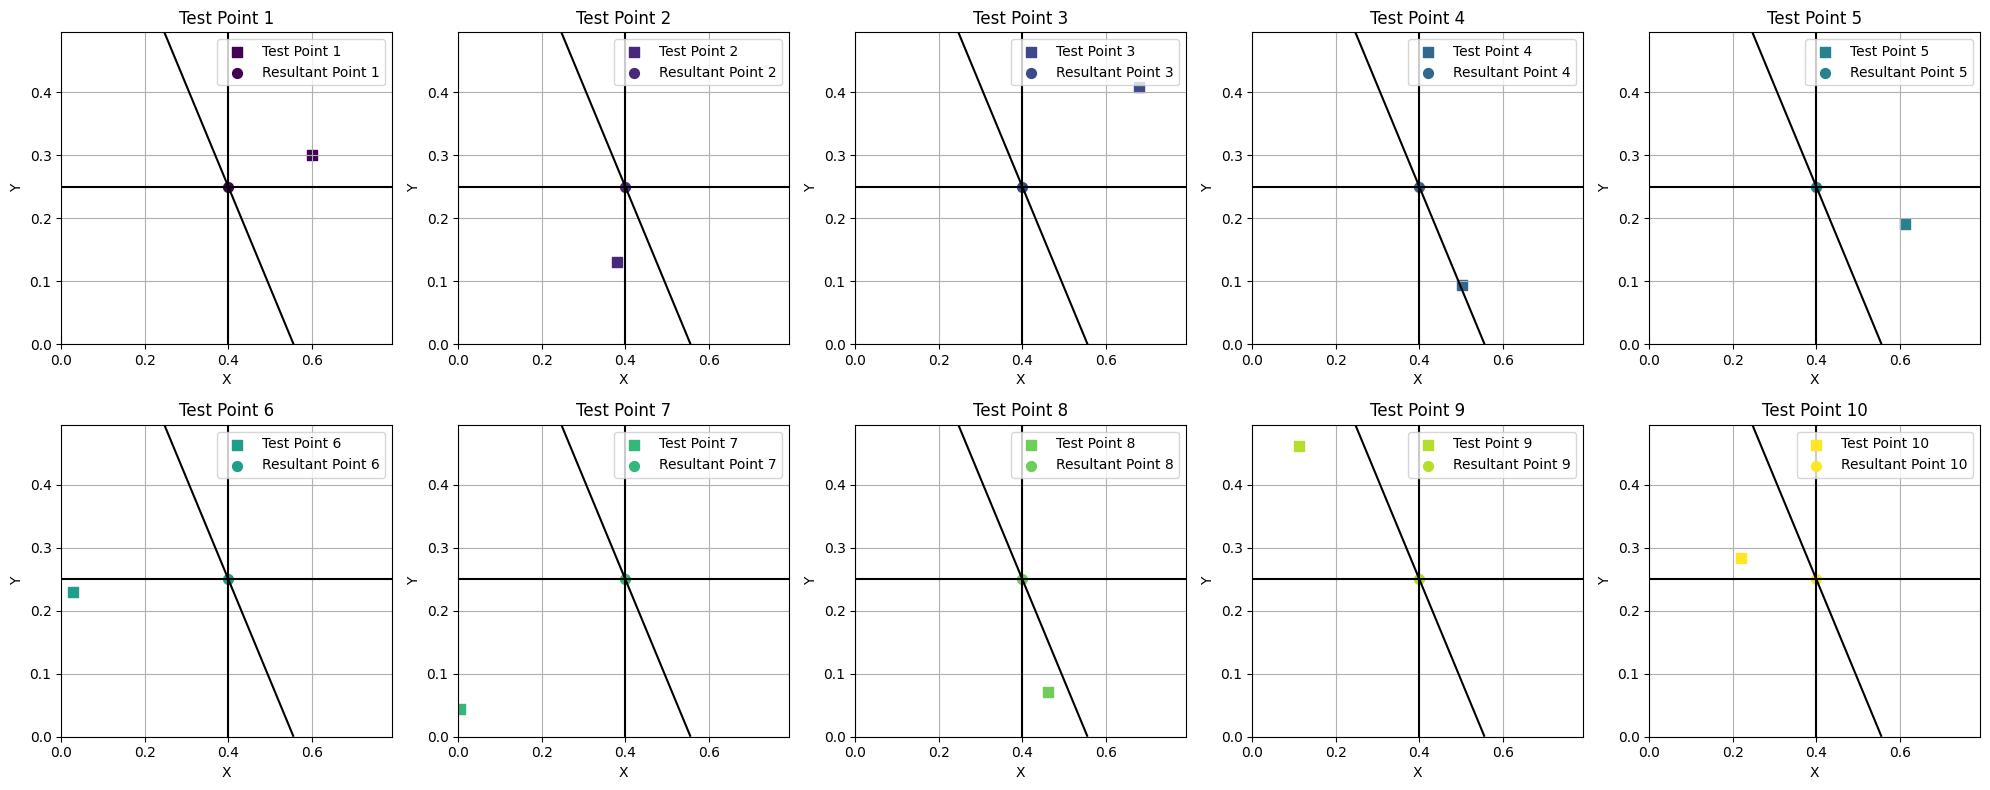 Test Point 1
Test Point 1
Resultant Point 1
0.4
0.3
0.2
0.1
0.0
Y
0.0
0.2
0.4
0.6
X
Test Point 2
Test Point 2
Resultant Point 2
0.4
0.3
0.2
0.1
0.0
Y
0.0
0.2
0.4
0.6
X
Test Point 3
Test Point 3
Resultant Point 3
0.4
0.3
0.2
0.1
0.0
Y
0.0
0.2
0.4
0.6
X
Test Point 4
Test Point 4
Resultant Point 4
0.4
0.3
0.2
0.1
0.0
Y
0.0
0.2
0.4
0.6
X
Test Point 5
Test Point 5
Resultant Point 5
0.4
0.3
0.2
0.1
0.0
Y
0.0
0.2
0.4
0.6
X
Test Point 6
Test Point 6
Resultant Point 6
0.4
0.3
0.2
0.1
0.0
Y
0.0
0.2
0.4
0.6
X
Test Point 7
Test Point 7
Resultant Point 7
0.4
0.3
0.2
0.1
0.0
Y
0.0
0.2
0.4
0.6
X
Test Point 8
Test Point 8
Resultant Point 8
0.4
0.3
0.2
0.1
0.0
Y
0.0
0.2
0.4
0.6
X
Test Point 9
Test Point 9
Resultant Point 9
0.4
0.3
0.2
0.1
0.0
Y
0.0
0.2
0.4
0.6
X
Test Point 10
Test Point 10
Resultant Point 10
0.4
0.3
0.2
0.1
0.0
Y
0.0
0.2
0.4
0.6
X